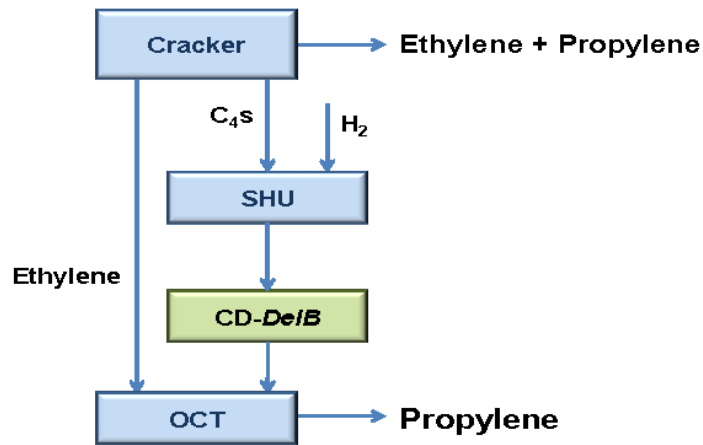 Cracker
Ethylene + Propylene
C₄s
H₂
SHU
Ethylene
CD-DeIB
OCT
Propylene